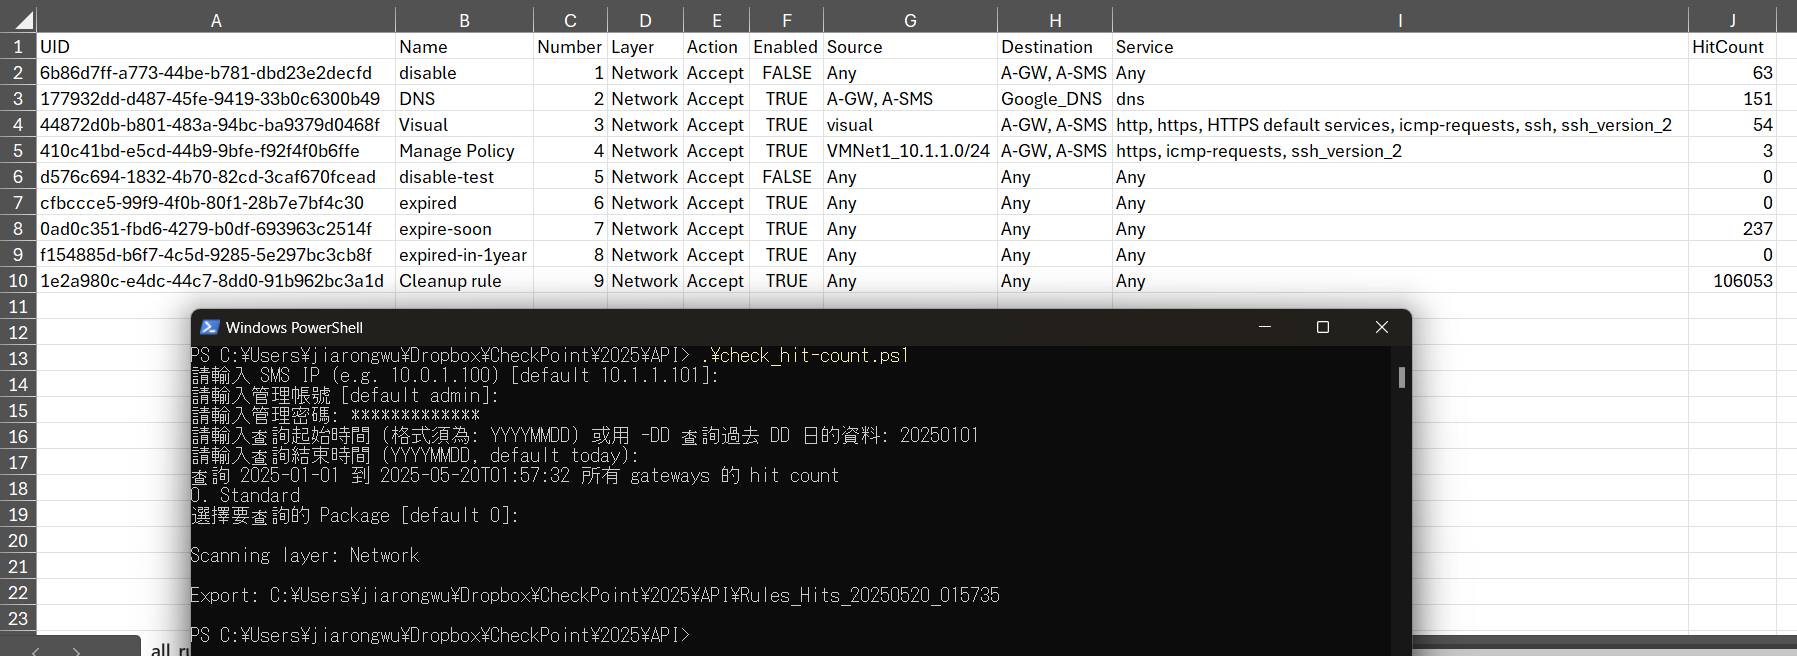 A B C D E F G H I J
1 UID Name Number Layer Action Enabled Source Destination Service HitCount
2 6b86d7ff-a773-44be-b781-dbd23e2decfd disable 1 Network Accept FALSE Any A-GW, A-SMS Any 63
3 177932dd-d487-45fe-9419-33b0c6300b49 DNS 2 Network Accept TRUE A-GW, A-SMS Google_DNS dns 151
4 44872d0b-b801-483a-94bc-ba9379d0468f Visual 3 Network Accept TRUE visual A-GW, A-SMS http, https, HTTPS default services, icmp-requests, ssh, ssh_version_2 54
5 410c41bd-e5cd-44b9-9bfe-f92f4f0b6ffe Manage Policy 4 Network Accept TRUE VMNet1_10.1.1.0/24 A-GW, A-SMS https, icmp-requests, ssh_version_2 3
6 d576c694-1832-4b70-82cd-3caf670fcead disable-test 5 Network Accept FALSE Any Any Any 0
7 cfbccce5-99f9-4f0b-80f1-28b7e7bf4c30 expired 6 Network Accept TRUE Any Any Any 0
8 0ad0c351-fbd6-4279-b0df-693963c2514f expire-soon 7 Network Accept TRUE Any Any Any 237
9 f154885d-b6f7-4c5d-9285-5e297bc3cb8f expired-in-1year 8 Network Accept TRUE Any Any Any 0
10 1e2a980c-e4dc-44c7-8dd0-91b962bc3a1d Cleanup rule 9 Network Accept TRUE Any Any Any 106053
11
12
13
14
15
16
17
18
19
20
21
22
23
Windows PowerShell
PS C:¥Users¥jiarongwu¥Dropbox¥CheckPoint¥2025¥API> .¥check_hit-count.ps1
請輸入 SMS IP (e.g. 10.0.1.100) [default 10.1.1.101]:
請輸入管理帳號 [default admin]:
請輸入管理密碼: *************
請輸入查詢起始時間 (格式須為: YYYYMMDD) 或用 -DD 查詢過去 DD 日的資料: 20250101
請輸入查詢結束時間 (YYYYMMDD, default today):
查詢 2025-01-01 到 2025-05-20T01:57:32 所有 gateways 的 hit count
0. Standard
選擇要查詢的 Package [default 0]:
Scanning layer: Network
Export: C:¥Users¥jiarongwu¥Dropbox¥CheckPoint¥2025¥API¥Rules_Hits_20250520_015735
PS C:¥Users¥jiarongwu¥Dropbox¥CheckPoint¥2025¥API>